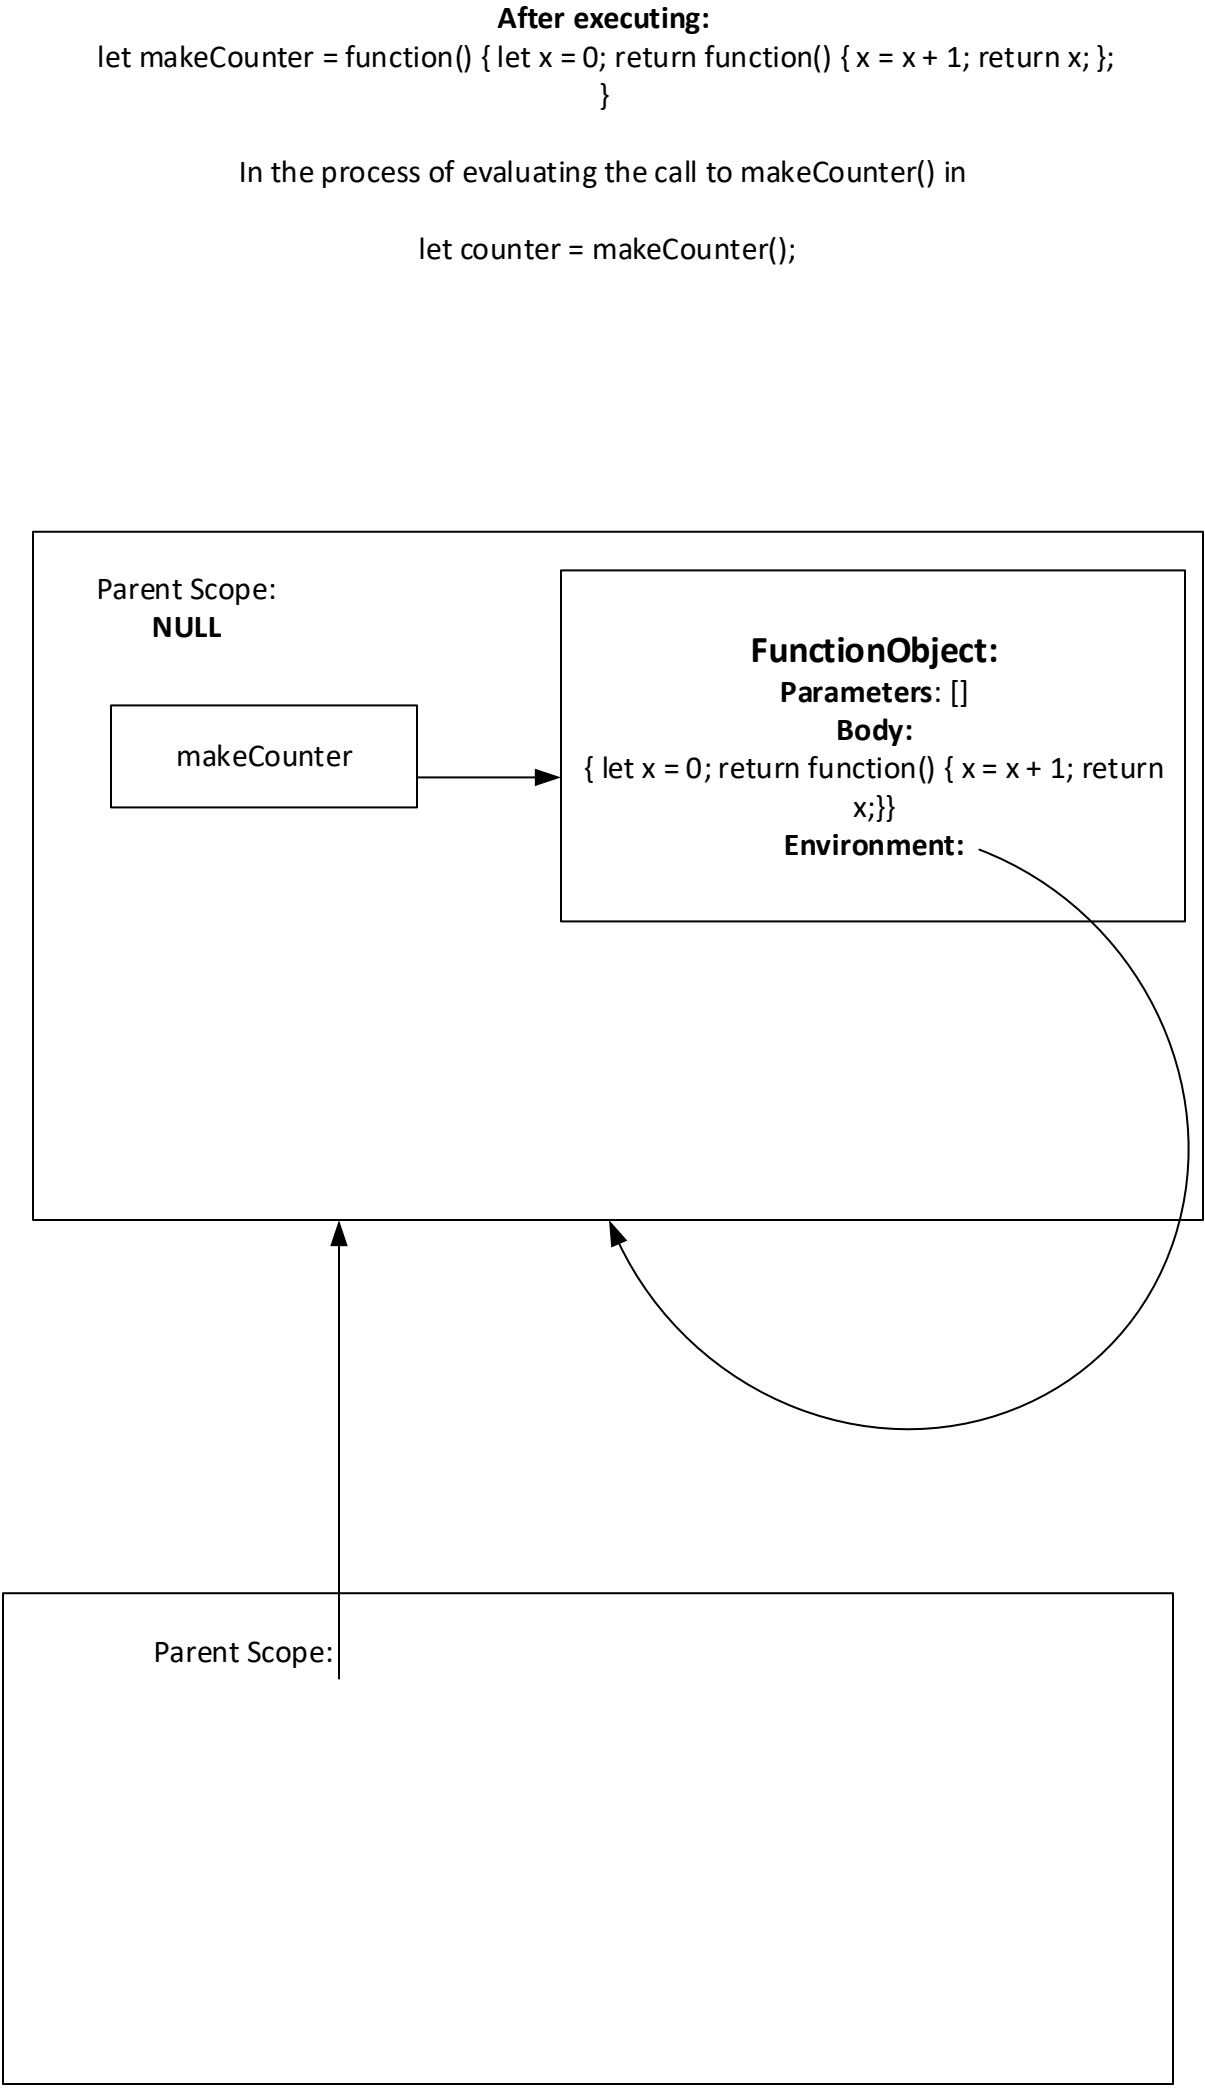 After executing:
let makeCounter = function() { let x = 0; return function() { x = x + 1; return x; };
}
In the process of evaluating the call to makeCounter() in
let counter = makeCounter();
Parent Scope:
NULL
makeCounter
FunctionObject:
Parameters: []
Body:
{ let x = 0; return function() { x = x + 1; return
x;}}
Environment:
Parent Scope: